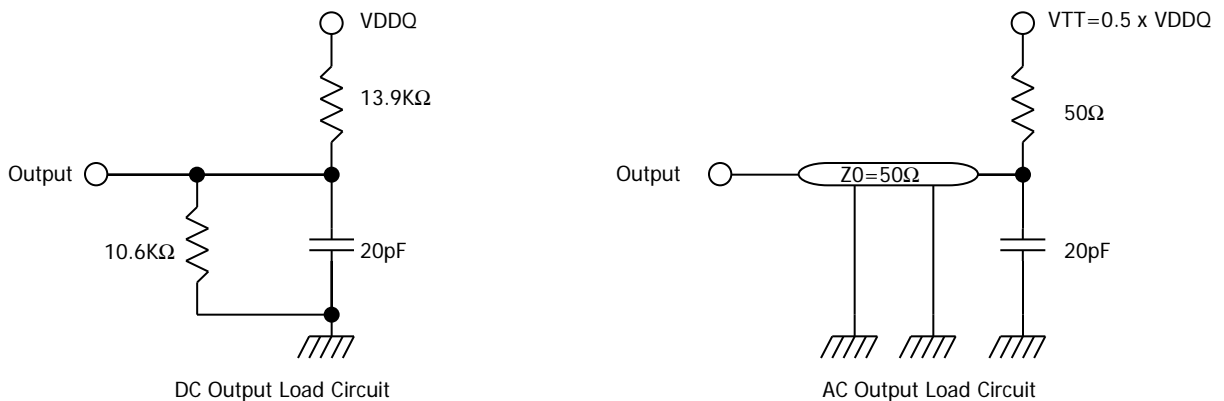 VDDQ
13.9KΩ
Output
10.6KΩ
20pF
DC Output Load Circuit
VTT=0.5 x VDDQ
50Ω
Output
Z0=50Ω
20pF
AC Output Load Circuit